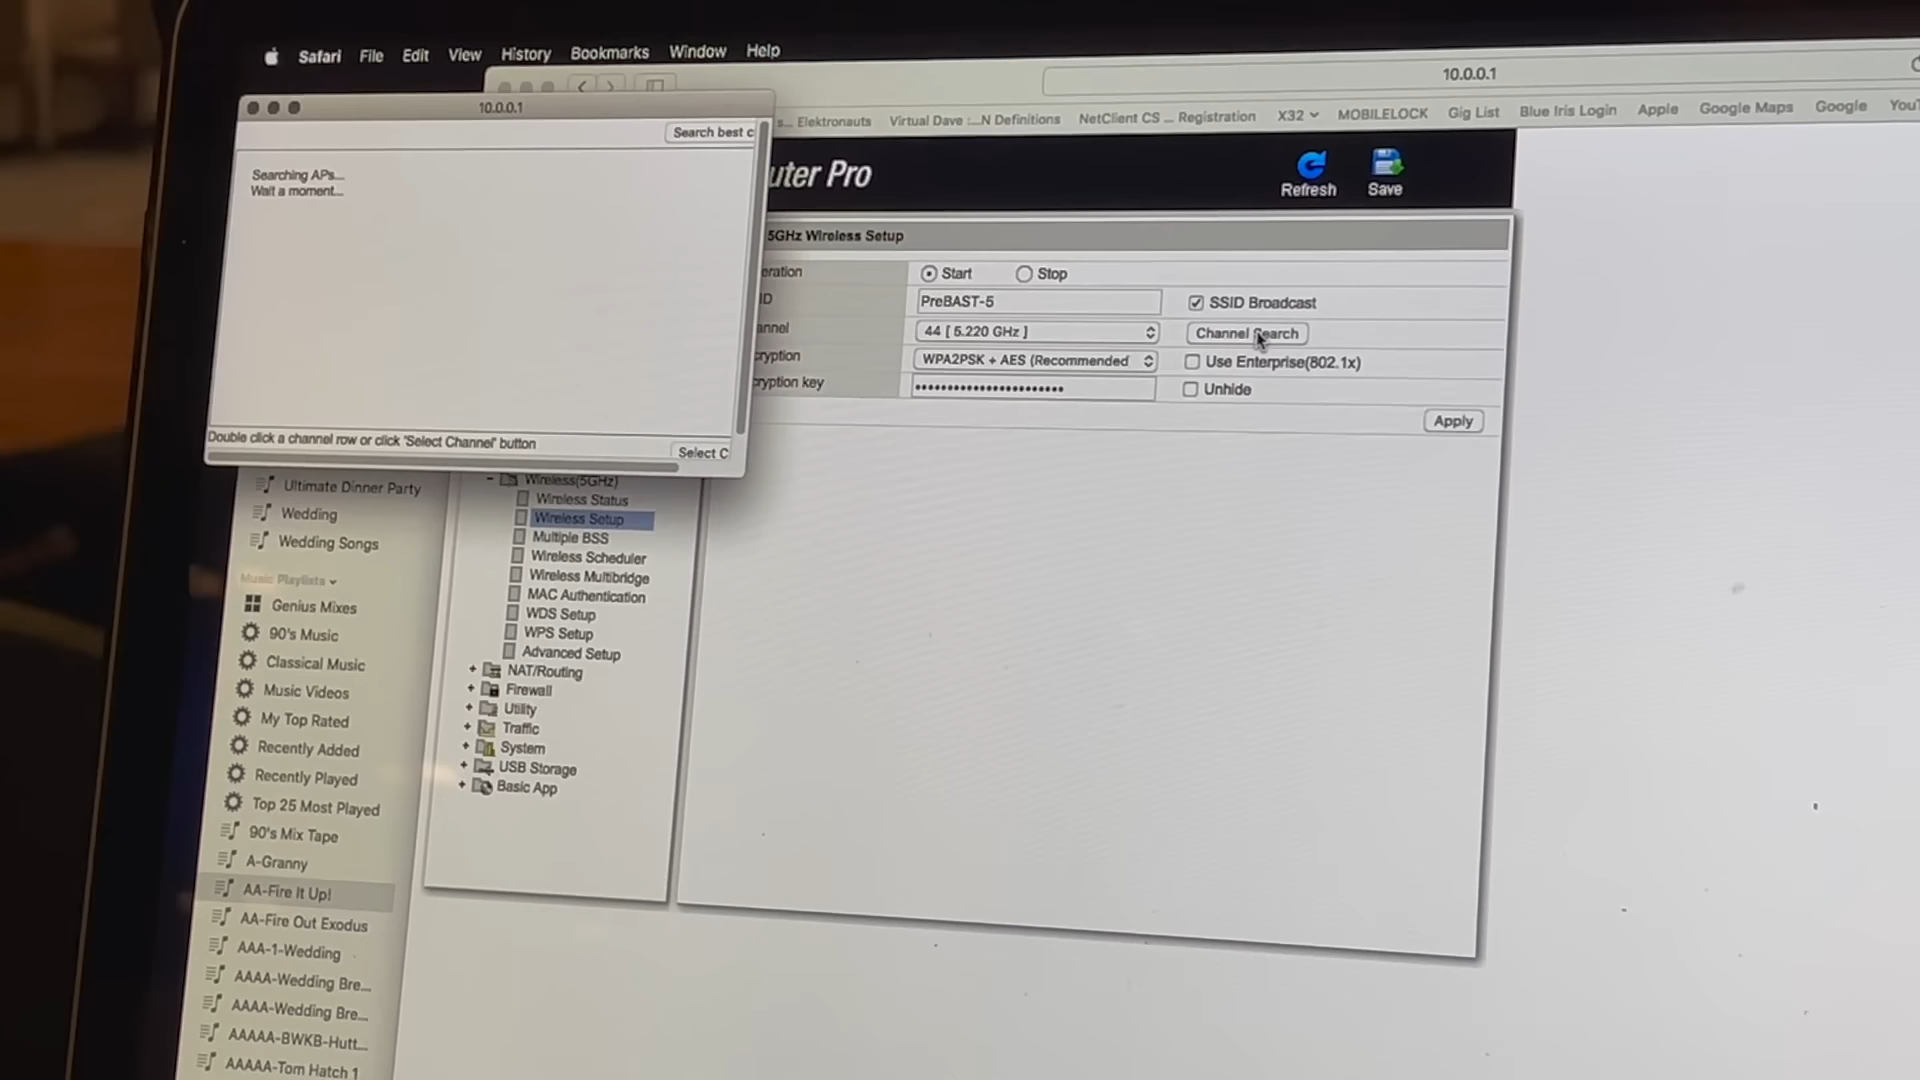 Safari File Edit View History Bookmarks Window Help
10.0.0.1
s... Elektronauts Virtual Dave :...N Definitions NetClient CS ... Registration X32 MOBILELOCK Gig List Blue Iris Login Apple Google Maps Google
10.0.0.1
Search best c
Searching APs...
Wait a moment...
Double click a channel row or click 'Select Channel' button
Select C
uter Pro
Refresh Save
5GHz Wireless Setup
eration Start Stop
ID PreBAST-5 SSID Broadcast
annel 44 [ 5.220 GHz ] Channel Search
cryption WPA2PSK + AES (Recommended Use Enterprise(802.1x)
cryption key ••••••••••••••••••••••• Unhide
Apply
Wireless(5GHz)
Wireless Status
Wireless Setup
Multiple BSS
Wireless Scheduler
Wireless Multibridge
MAC Authentication
WDS Setup
WPS Setup
Advanced Setup
+ NAT/Routing
+ Firewall
+ Utility
+ Traffic
+ System
+ USB Storage
+ Basic App
Ultimate Dinner Party
Wedding
Wedding Songs
Music Playlists
Genius Mixes
90's Music
Classical Music
Music Videos
My Top Rated
Recently Added
Recently Played
Top 25 Most Played
90's Mix Tape
A-Granny
AA-Fire It Up!
AA-Fire Out Exodus
AAA-1-Wedding
AAAA-Wedding Bre...
AAAA-Wedding Bre...
AAAAA-BWKB-Hutt...
AAAAA-Tom Hatch 1